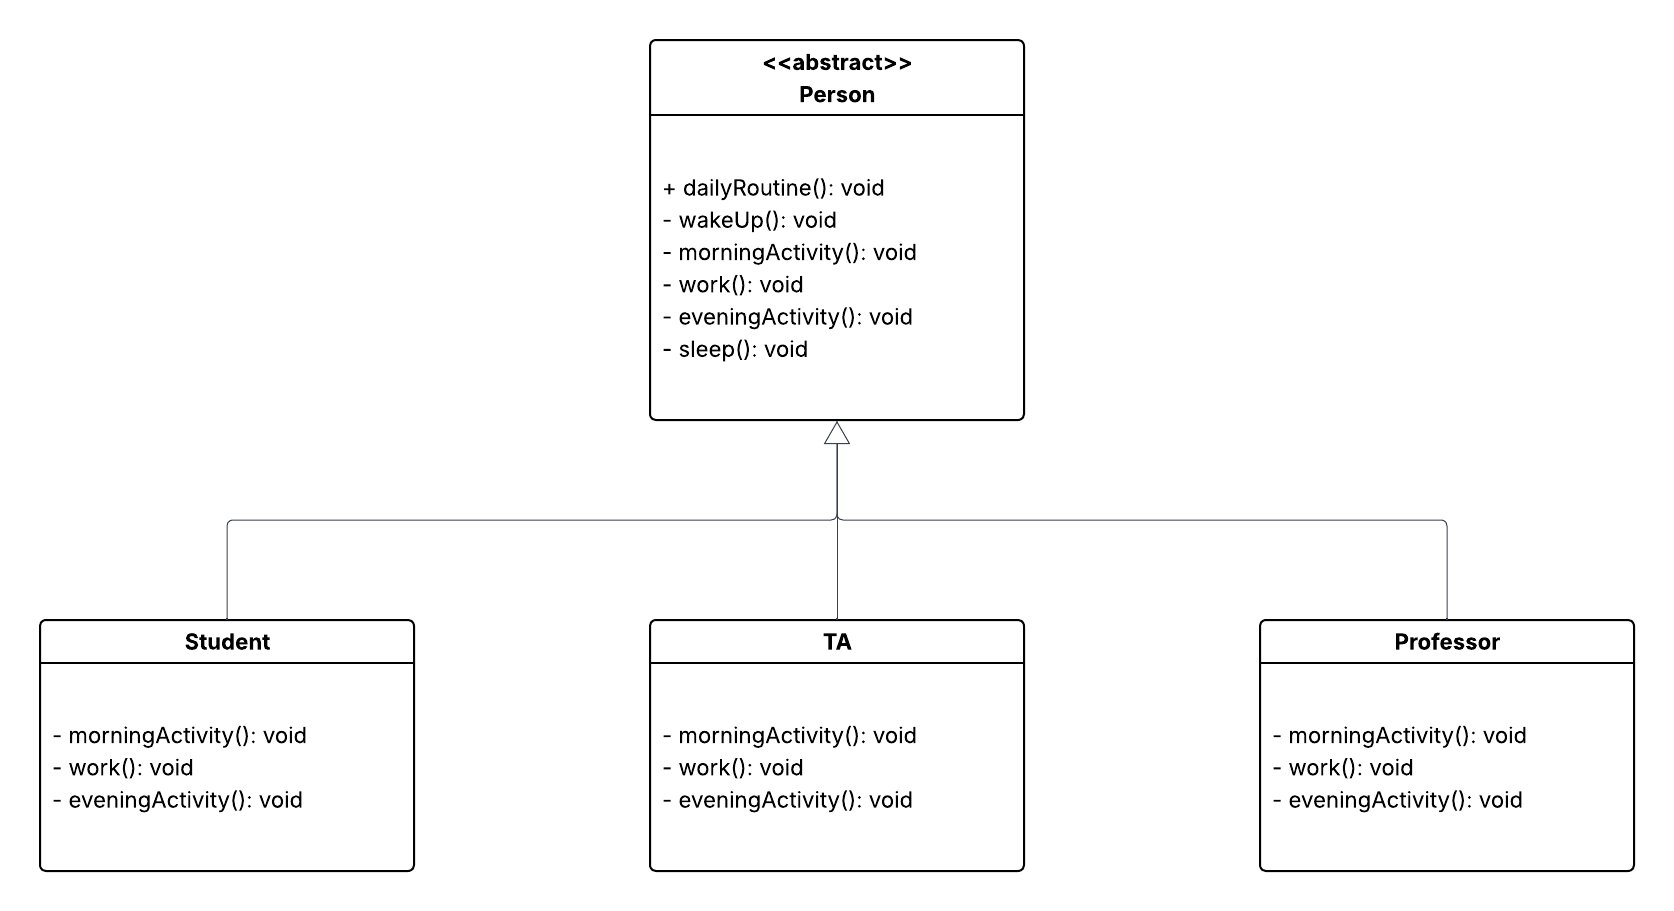 <<abstract>>
Person
+ dailyRoutine(): void
- wakeUp(): void
- morningActivity(): void
- work(): void
- eveningActivity(): void
- sleep(): void
Student
- morningActivity(): void
- work(): void
- eveningActivity(): void
TA
- morningActivity(): void
- work(): void
- eveningActivity(): void
Professor
- morningActivity(): void
- work(): void
- eveningActivity(): void